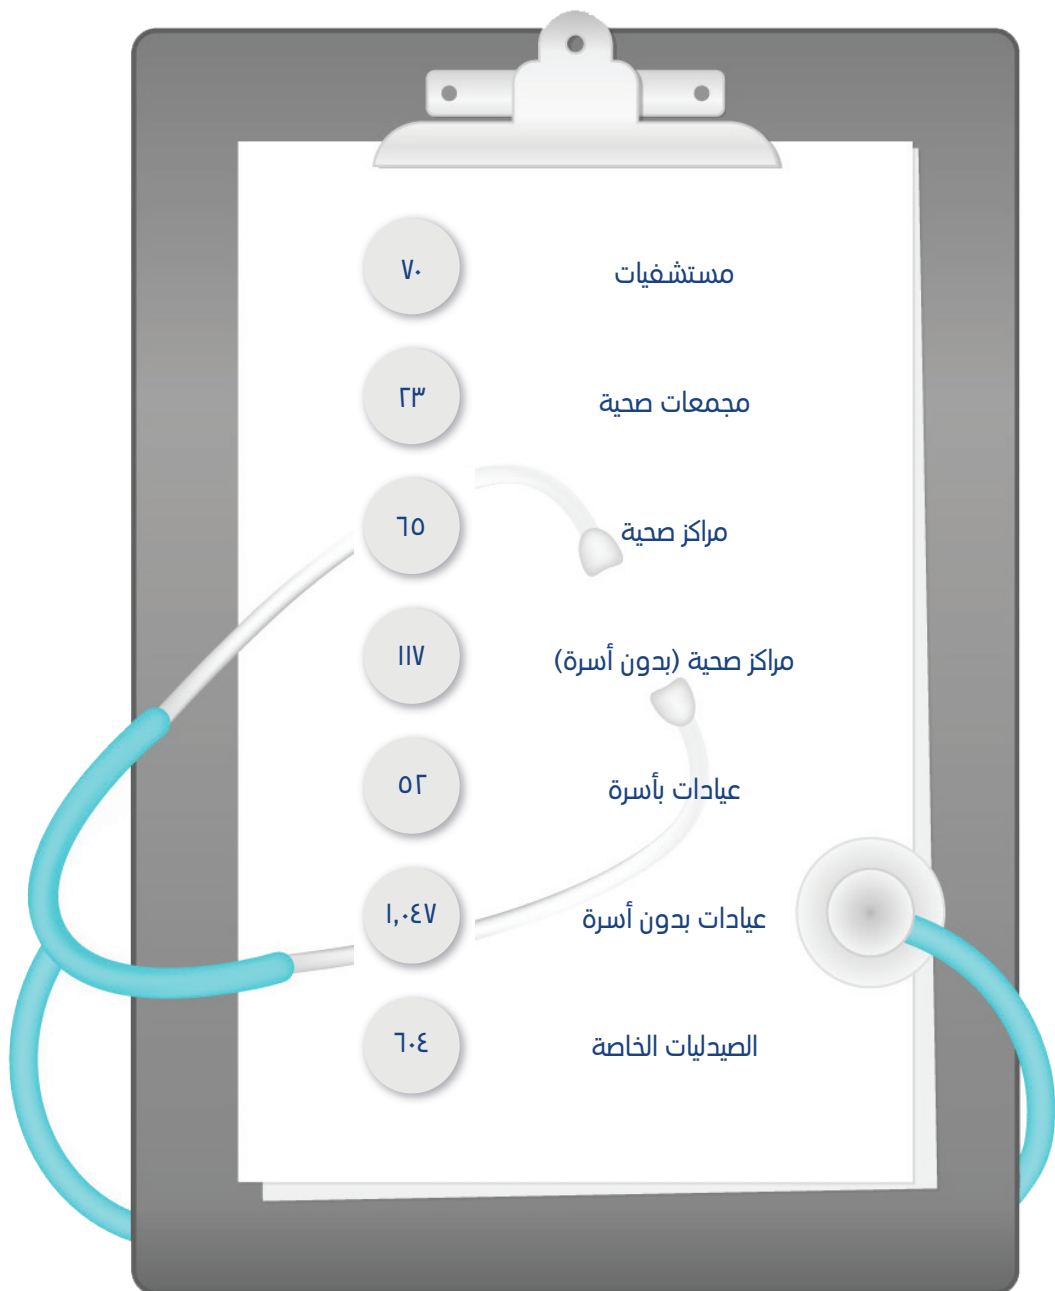 مستشفيات ٧٠
مجمعات صحية ٢٣
مراكز صحية ٦٥
مراكز صحية (بدون أسرة) ١١٧
عيادات بأسرة ٥٢
عيادات بدون أسرة ١,٠٤٧
الصيدليات الخاصة ٦٠٤